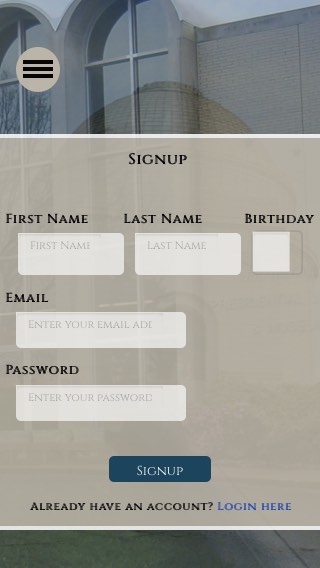 Signup
First Name Last Name Birthday
First Name Last Name
Email
Enter your email ade
Password
Enter your password
Signup
Already have an account? Login here